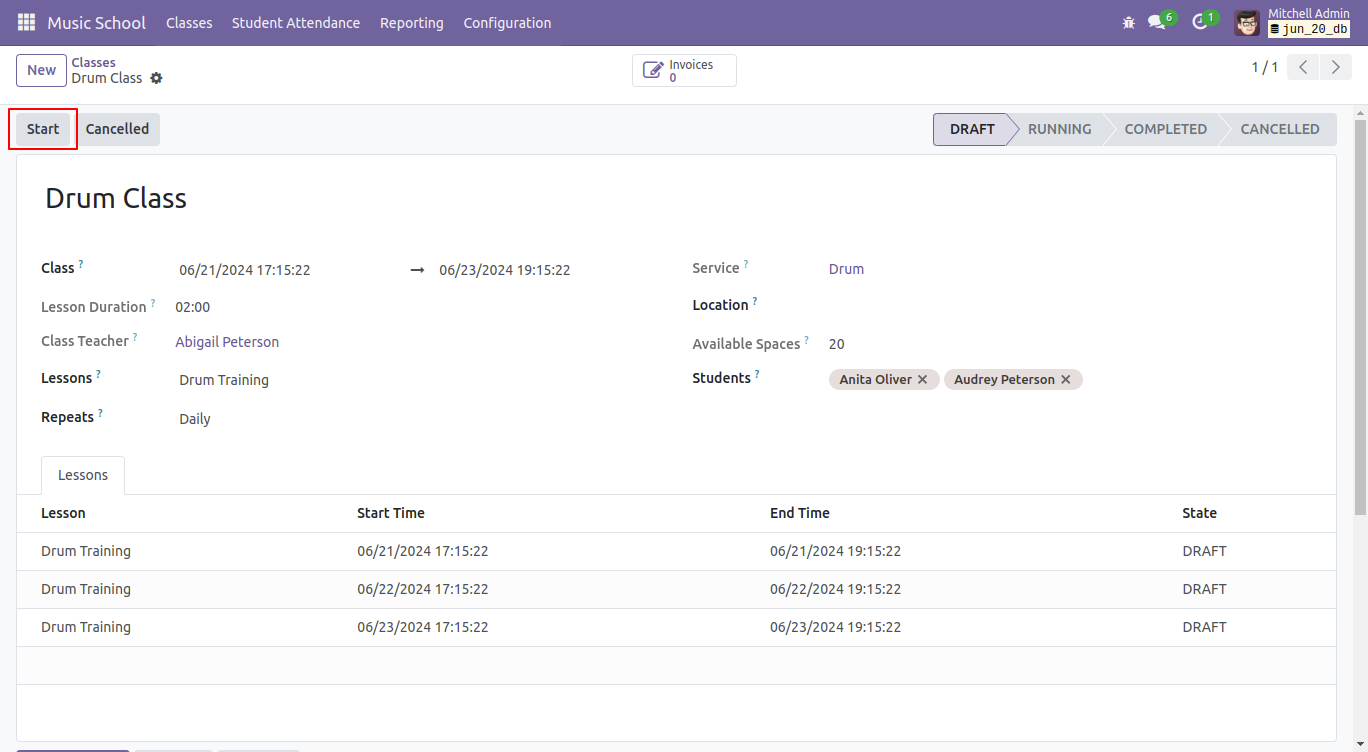 Music School Classes Student Attendance Reporting Configuration 6 1 Mitchell Admin
jun_20_db
New Classes
Drum Class
Invoices
0
1 / 1
Start Cancelled DRAFT RUNNING COMPLETED CANCELLED
Drum Class
Class ? 06/21/2024 17:15:22 → 06/23/2024 19:15:22 Service ? Drum
Lesson Duration ? 02:00 Location ?
Class Teacher ? Abigail Peterson Available Spaces ? 20
Lessons ? Drum Training Students ? Anita Oliver × Audrey Peterson ×
Repeats ? Daily
Lessons
Lesson Start Time End Time State
Drum Training 06/21/2024 17:15:22 06/21/2024 19:15:22 DRAFT
Drum Training 06/22/2024 17:15:22 06/22/2024 19:15:22 DRAFT
Drum Training 06/23/2024 17:15:22 06/23/2024 19:15:22 DRAFT